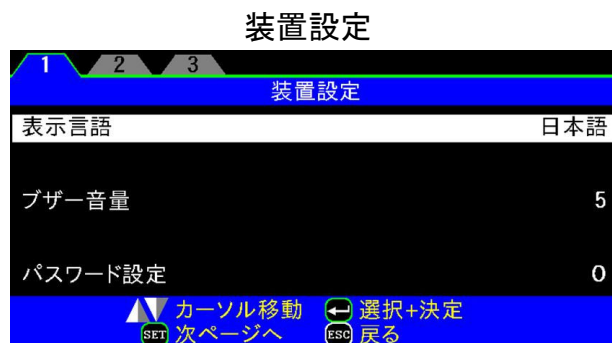 装置設定
1 2 3
装置設定
表示言語 日本語
ブザー音量 5
パスワード設定 0
カーソル移動 選択+決定
SET 次ページへ ESC 戻る